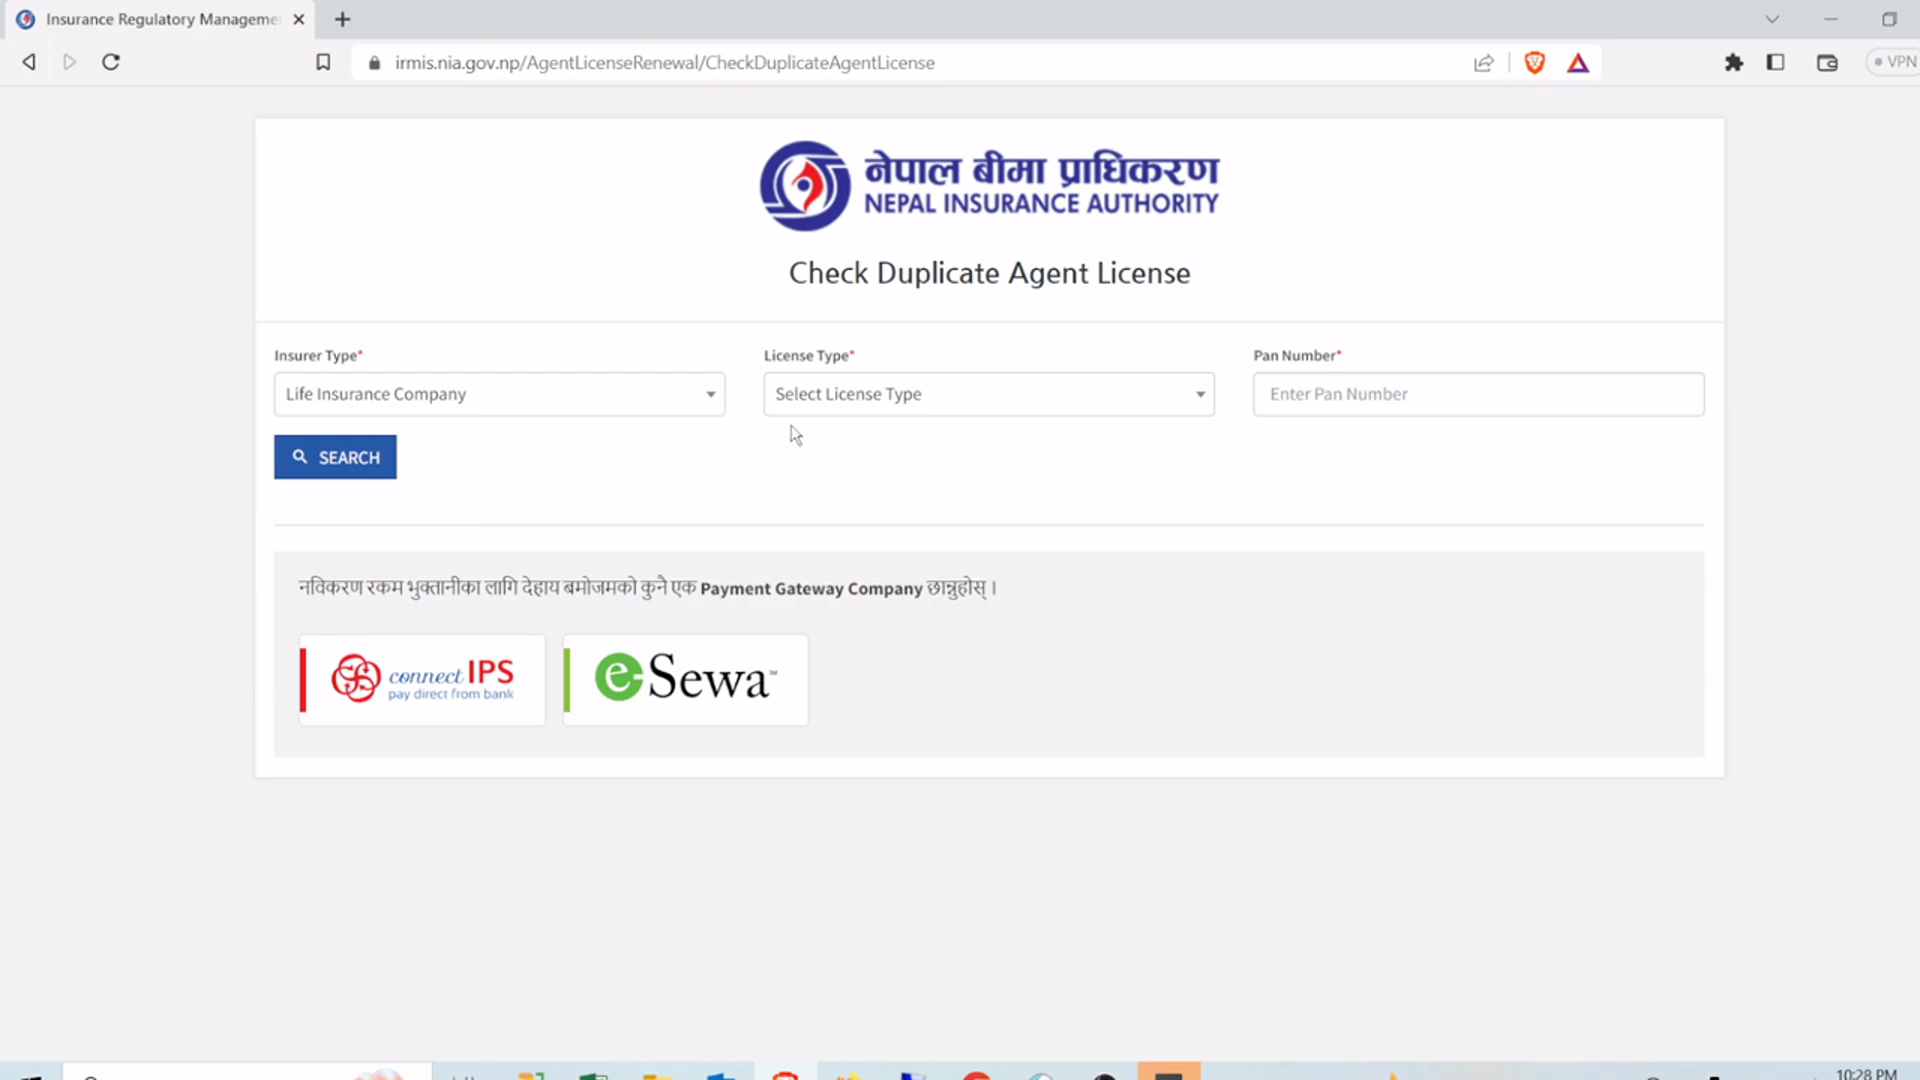 Insurance Regulatory Manageme
irmis.nia.gov.np/AgentLicenseRenewal/CheckDuplicateAgentLicense
VPN
नेपाल बीमा प्राधिकरण
NEPAL INSURANCE AUTHORITY
Check Duplicate Agent License
Insurer Type* License Type* Pan Number*
Life Insurance Company Select License Type Enter Pan Number
SEARCH
नविकरण रकम भुक्तानीका लागि देहाय बमोजमको कुनै एक Payment Gateway Company छान्नुहोस् ।
connect IPS
pay direct from bank
e-Sewa™
10:28 PM